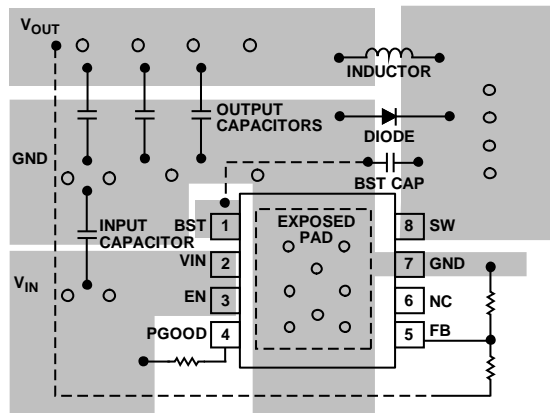 VOUT
INDUCTOR
OUTPUT
CAPACITORS
DIODE
GND
BST CAP
INPUT
CAPACITOR
BST 1
EXPOSED
PAD
8 SW
VIN 2
7 GND
VIN
EN 3
6 NC
PGOOD 4
5 FB